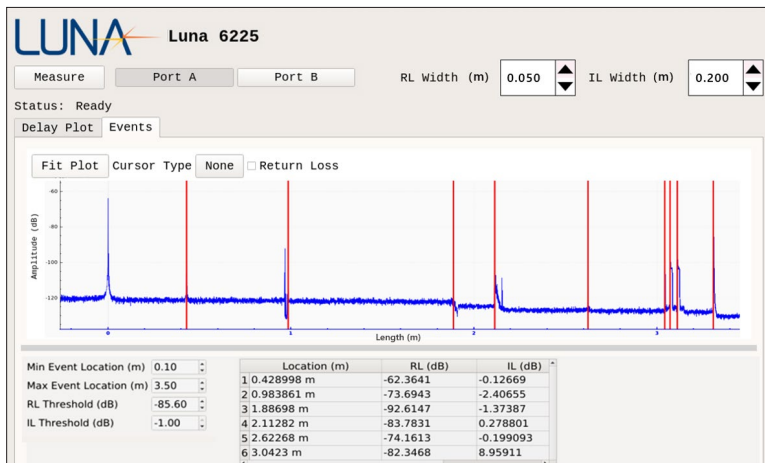 LUNA Luna 6225
Measure Port A Port B RL Width (m) 0.050 IL Width (m) 0.200
Status: Ready
Delay Plot Events
Fit Plot Cursor Type None Return Loss
-60
-80
-100
-120
Amplitude (dB)
0 1 2 3
Length (m)
Min Event Location (m) 0.10
Max Event Location (m) 3.50
RL Threshold (dB) -85.60
IL Threshold (dB) -1.00
Location (m) RL (dB) IL (dB)
1 0.428998 m -62.3641 -0.12669
2 0.983861 m -73.6943 -2.40655
3 1.88698 m -92.6147 -1.37387
4 2.11282 m -83.7831 0.278801
5 2.62268 m -74.1613 -0.199093
6 3.0423 m -82.3468 8.95911